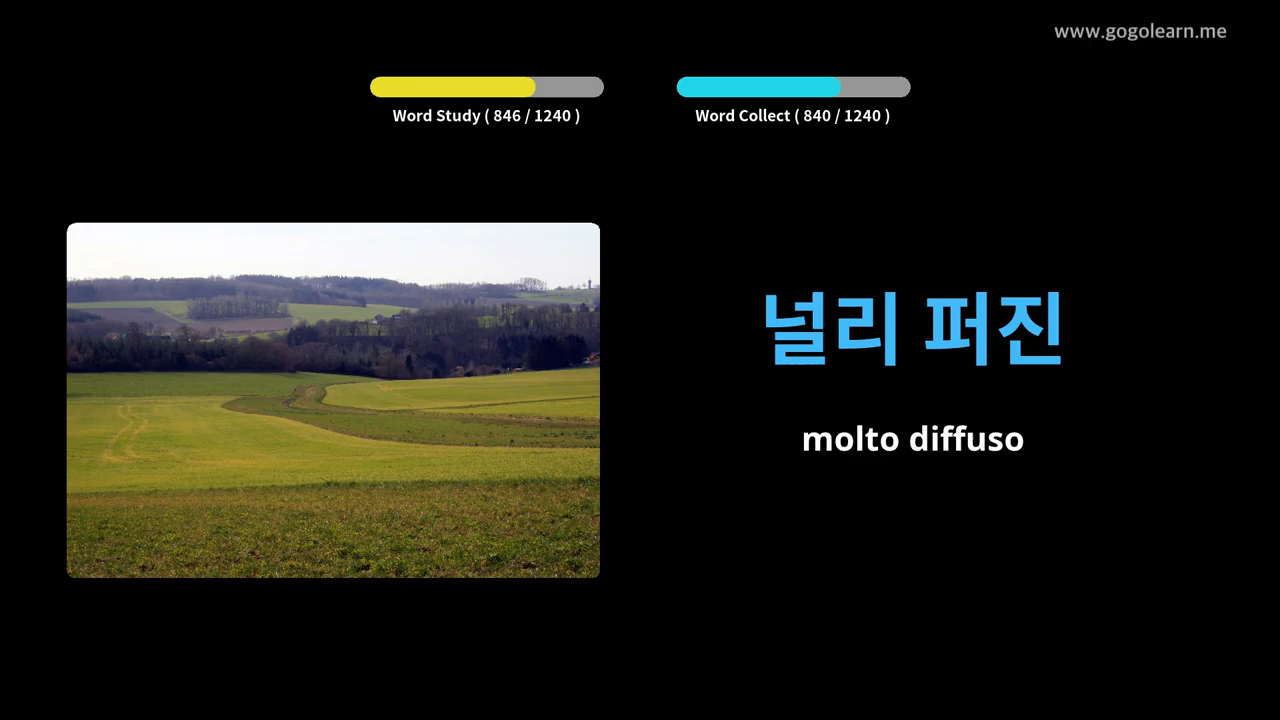 www.gogolearn.me
Word Study ( 846 / 1240 )
Word Collect ( 840 / 1240 )
널리 퍼진
molto diffuso